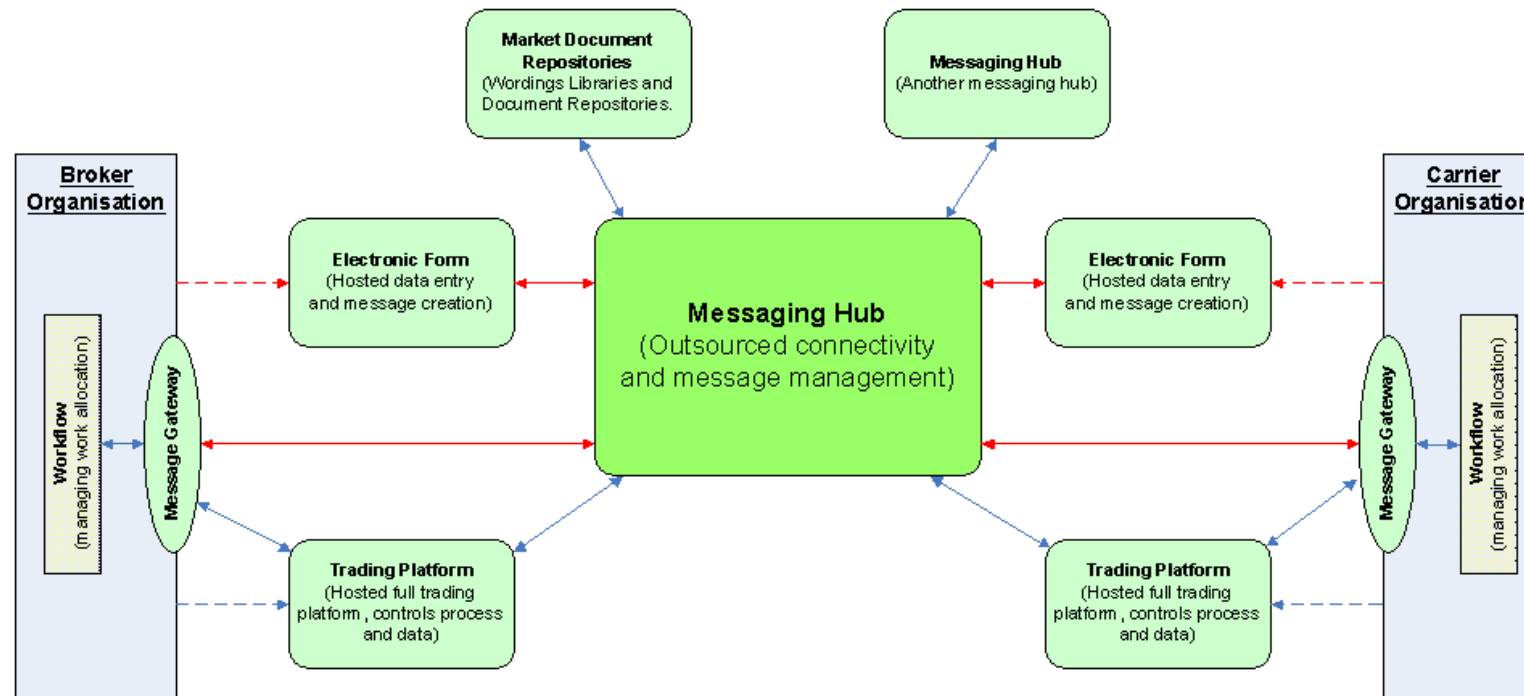 Market Document
Repositories
(Wordings Libraries and
Document Repositories.
Messaging Hub
(Another messaging hub)
Broker
Organisation
Carrier
Organisation
Electronic Form
(Hosted data entry
and message creation)
Messaging Hub
(Outsourced connectivity
and message management)
Electronic Form
(Hosted data entry
and message creation)
Workflow
(managing work allocation)
Message Gateway
Message Gateway
Workflow
(managing work allocation)
Trading Platform
(Hosted full trading
platform , controls process
and data)
Trading Platform
(Hosted full trading
platform , controls process
and data)